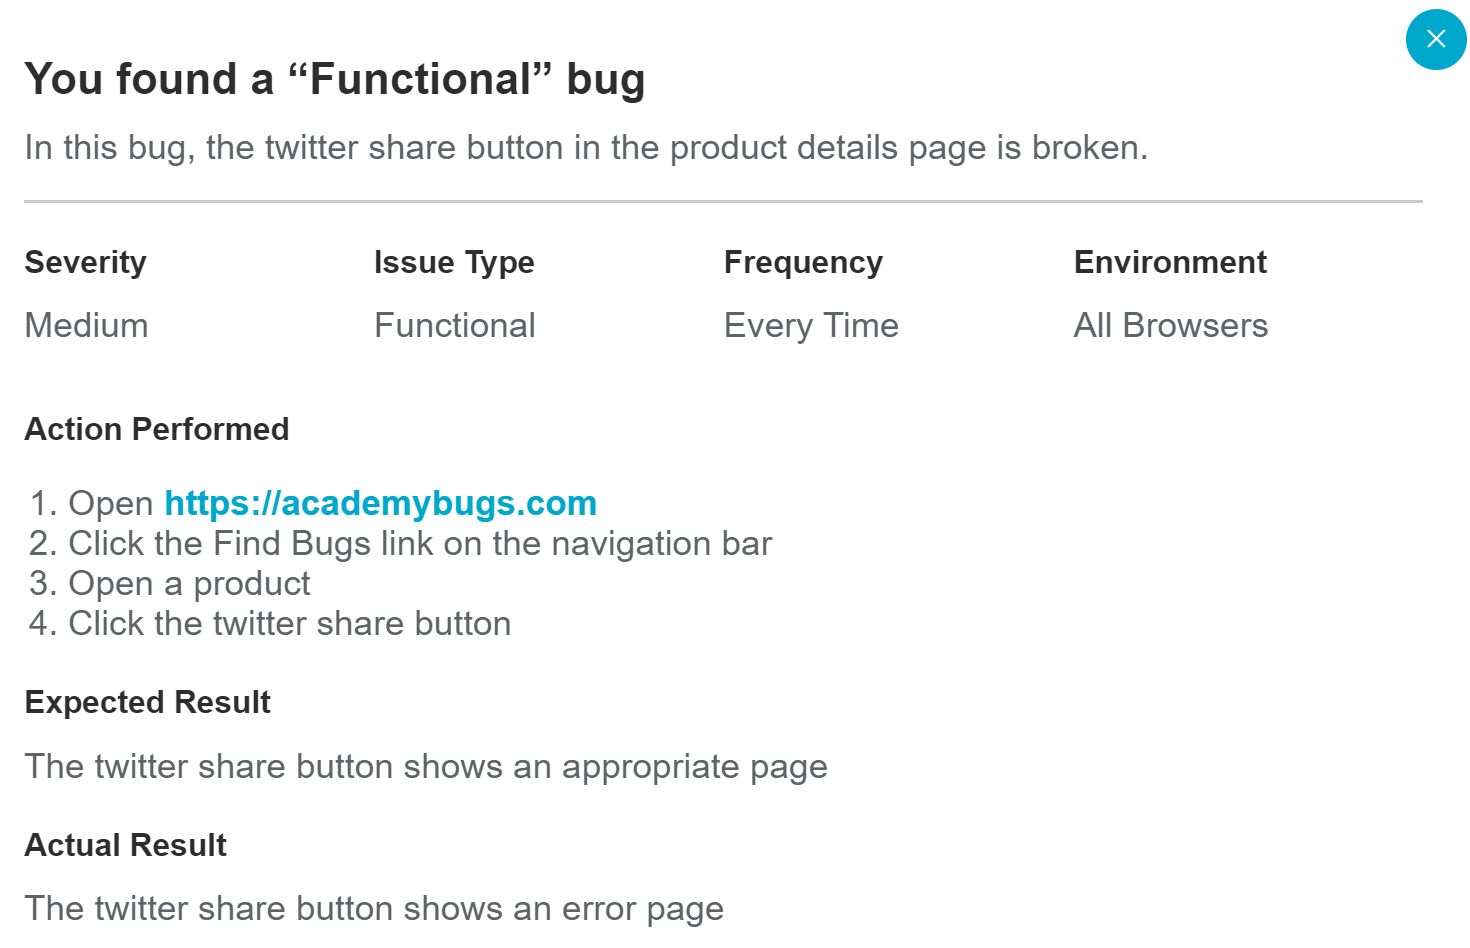 You found a “Functional” bug
In this bug, the twitter share button in the product details page is broken.
Severity Issue Type Frequency Environment
Medium Functional Every Time All Browsers
Action Performed
1. Open https://academybugs.com
2. Click the Find Bugs link on the navigation bar
3. Open a product
4. Click the twitter share button
Expected Result
The twitter share button shows an appropriate page
Actual Result
The twitter share button shows an error page